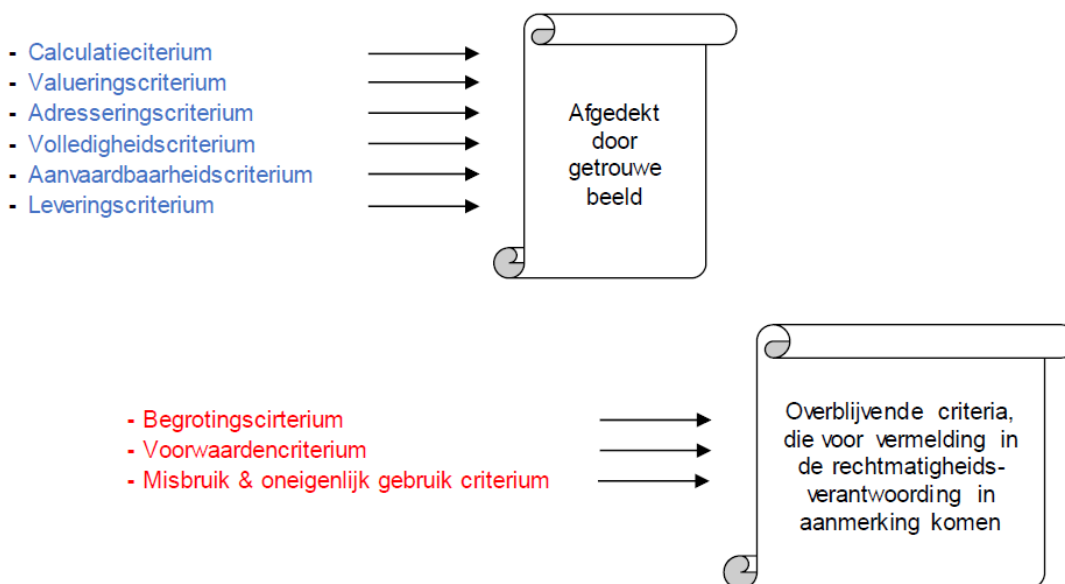 - Calculatieciterium
- Valueringscriterium
- Adresseringscriterium
- Volledigheidscriterium
- Aanvaardbaarheidscriterium
- Leveringscriterium
Afgedekt
door
getrouwe
beeld
- Begrotingscirterium
- Voorwaardencriterium
- Misbruik & oneigenlijk gebruik criterium
Overblijvende criteria,
die voor vermelding in
de rechtmatigheids-
verantwoording in
aanmerking komen